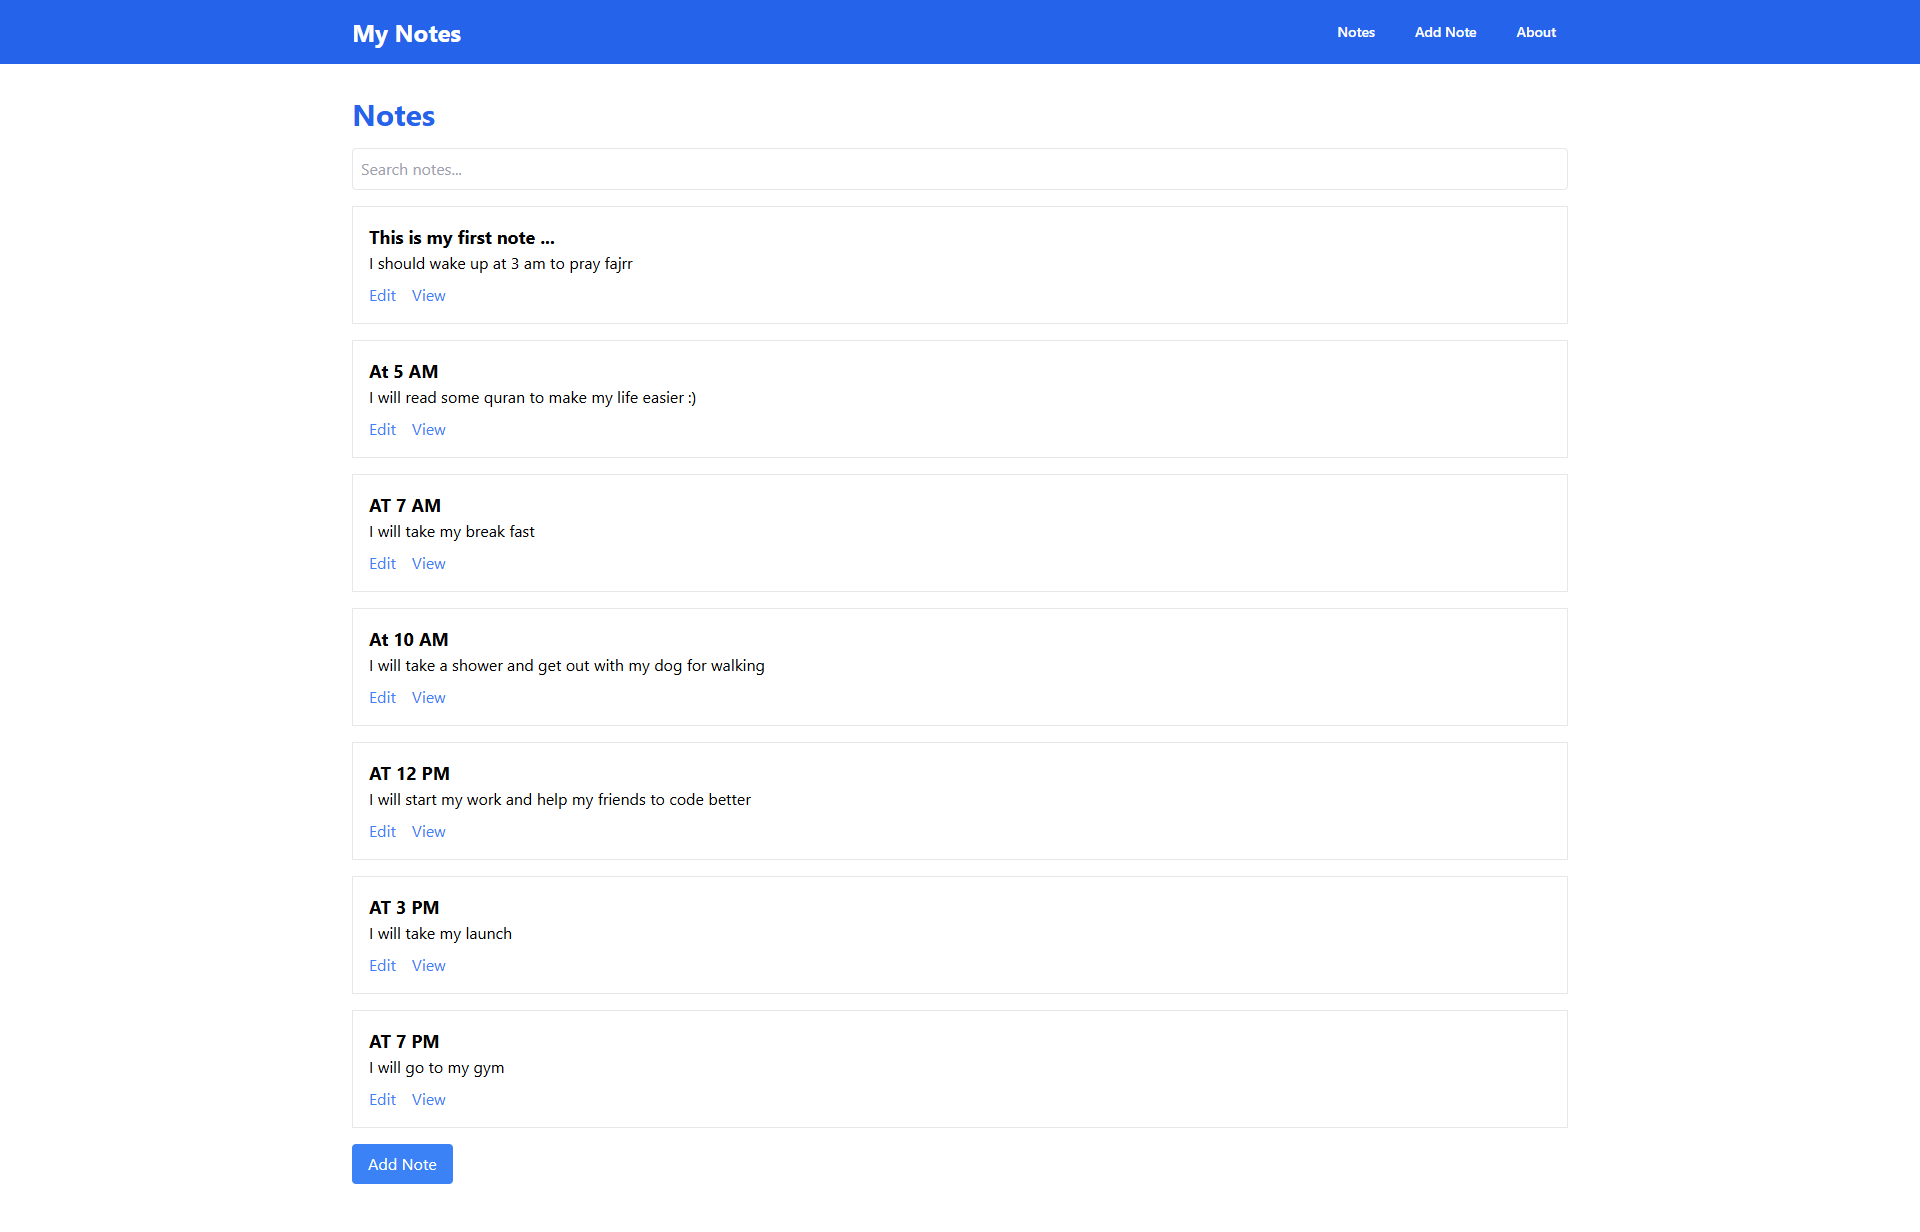 My Notes
Notes Add Note About
Notes
Search notes...
This is my first note ...
I should wake up at 3 am to pray fajrr
Edit View
At 5 AM
I will read some quran to make my life easier :)
Edit View
AT 7 AM
I will take my break fast
Edit View
At 10 AM
I will take a shower and get out with my dog for walking
Edit View
AT 12 PM
I will start my work and help my friends to code better
Edit View
AT 3 PM
I will take my launch
Edit View
AT 7 PM
I will go to my gym
Edit View
Add Note